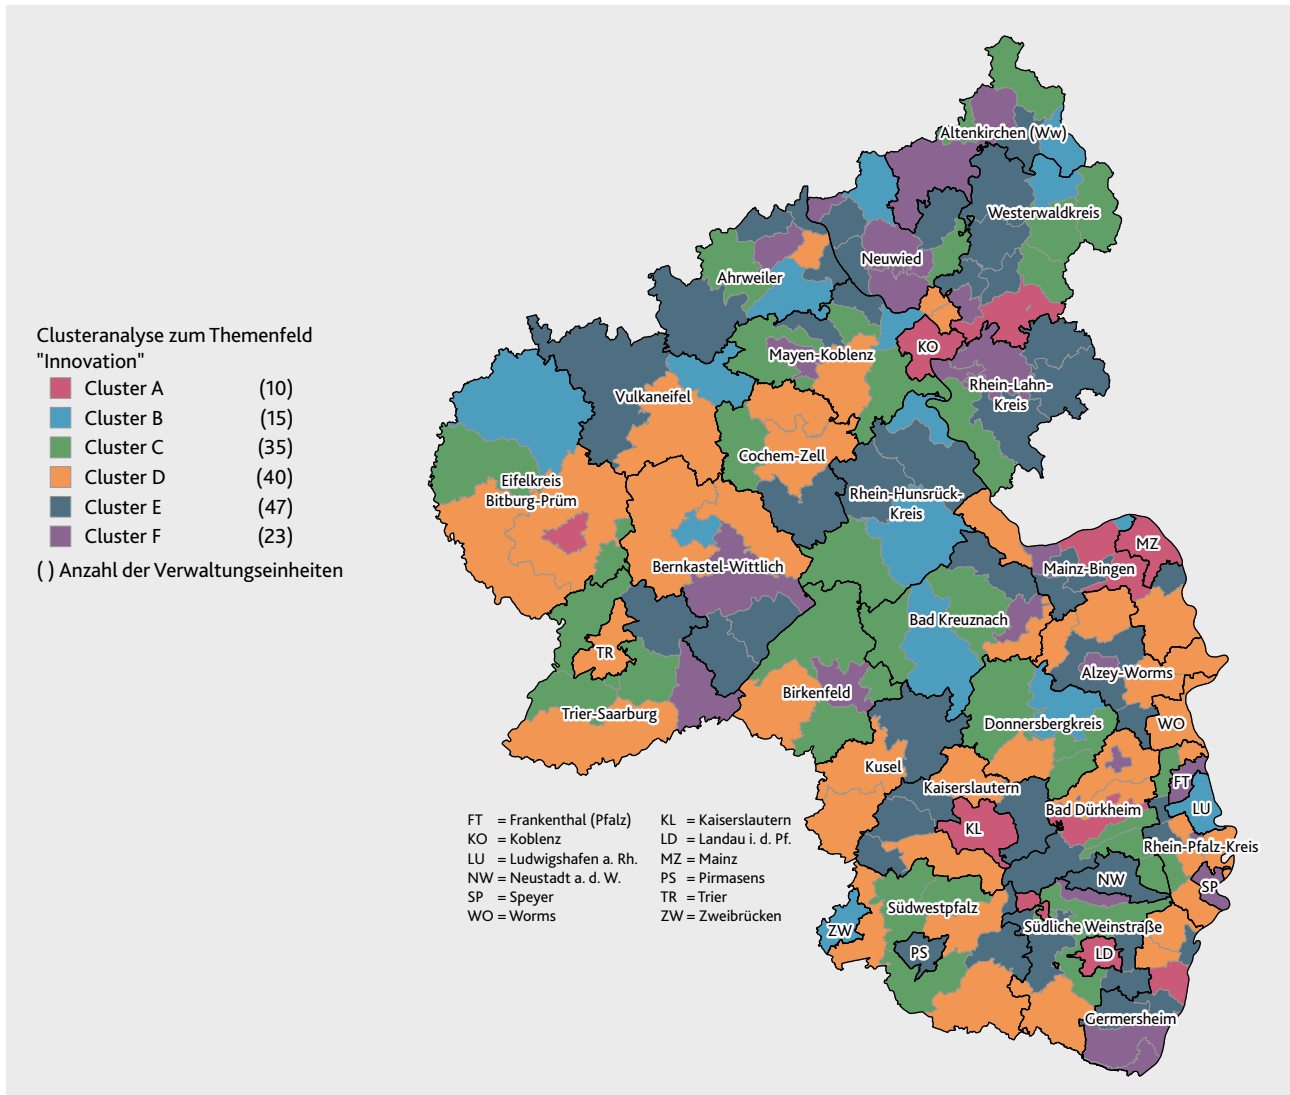 Clusteranalyse zum Themenfeld
"Innovation"
Cluster A (10)
Cluster B (15)
Cluster C (35)
Cluster D (40)
Cluster E (47)
Cluster F (23)
( ) Anzahl der Verwaltungseinheiten
Altenkirchen (Ww)
Westerwaldkreis
Neuwied
Ahrweiler
KO
Mayen-Koblenz
Rhein-Lahn-
Kreis
Vulkaneifel
Cochem-Zell
Eifelkreis
Bitburg-Prüm
Rhein-Hunsrück-
Kreis
MZ
Mainz-Bingen
Bernkastel-Wittlich
Bad Kreuznach
TR
Alzey-Worms
Birkenfeld
Trier-Saarburg
Donnersbergkreis
WO
Kusel
Kaiserslautern
FT
Bad Dürkheim
LU
KL
Rhein-Pfalz-Kreis
NW
SP
Südwestpfalz
Südliche Weinstraße
ZW
PS
LD
Germersheim
FT = Frankenthal (Pfalz)
KO = Koblenz
LU = Ludwigshafen a. Rh.
NW = Neustadt a. d. W.
SP = Speyer
WO = Worms
KL = Kaiserslautern
LD = Landau i. d. Pf.
MZ = Mainz
PS = Pirmasens
TR = Trier
ZW = Zweibrücken